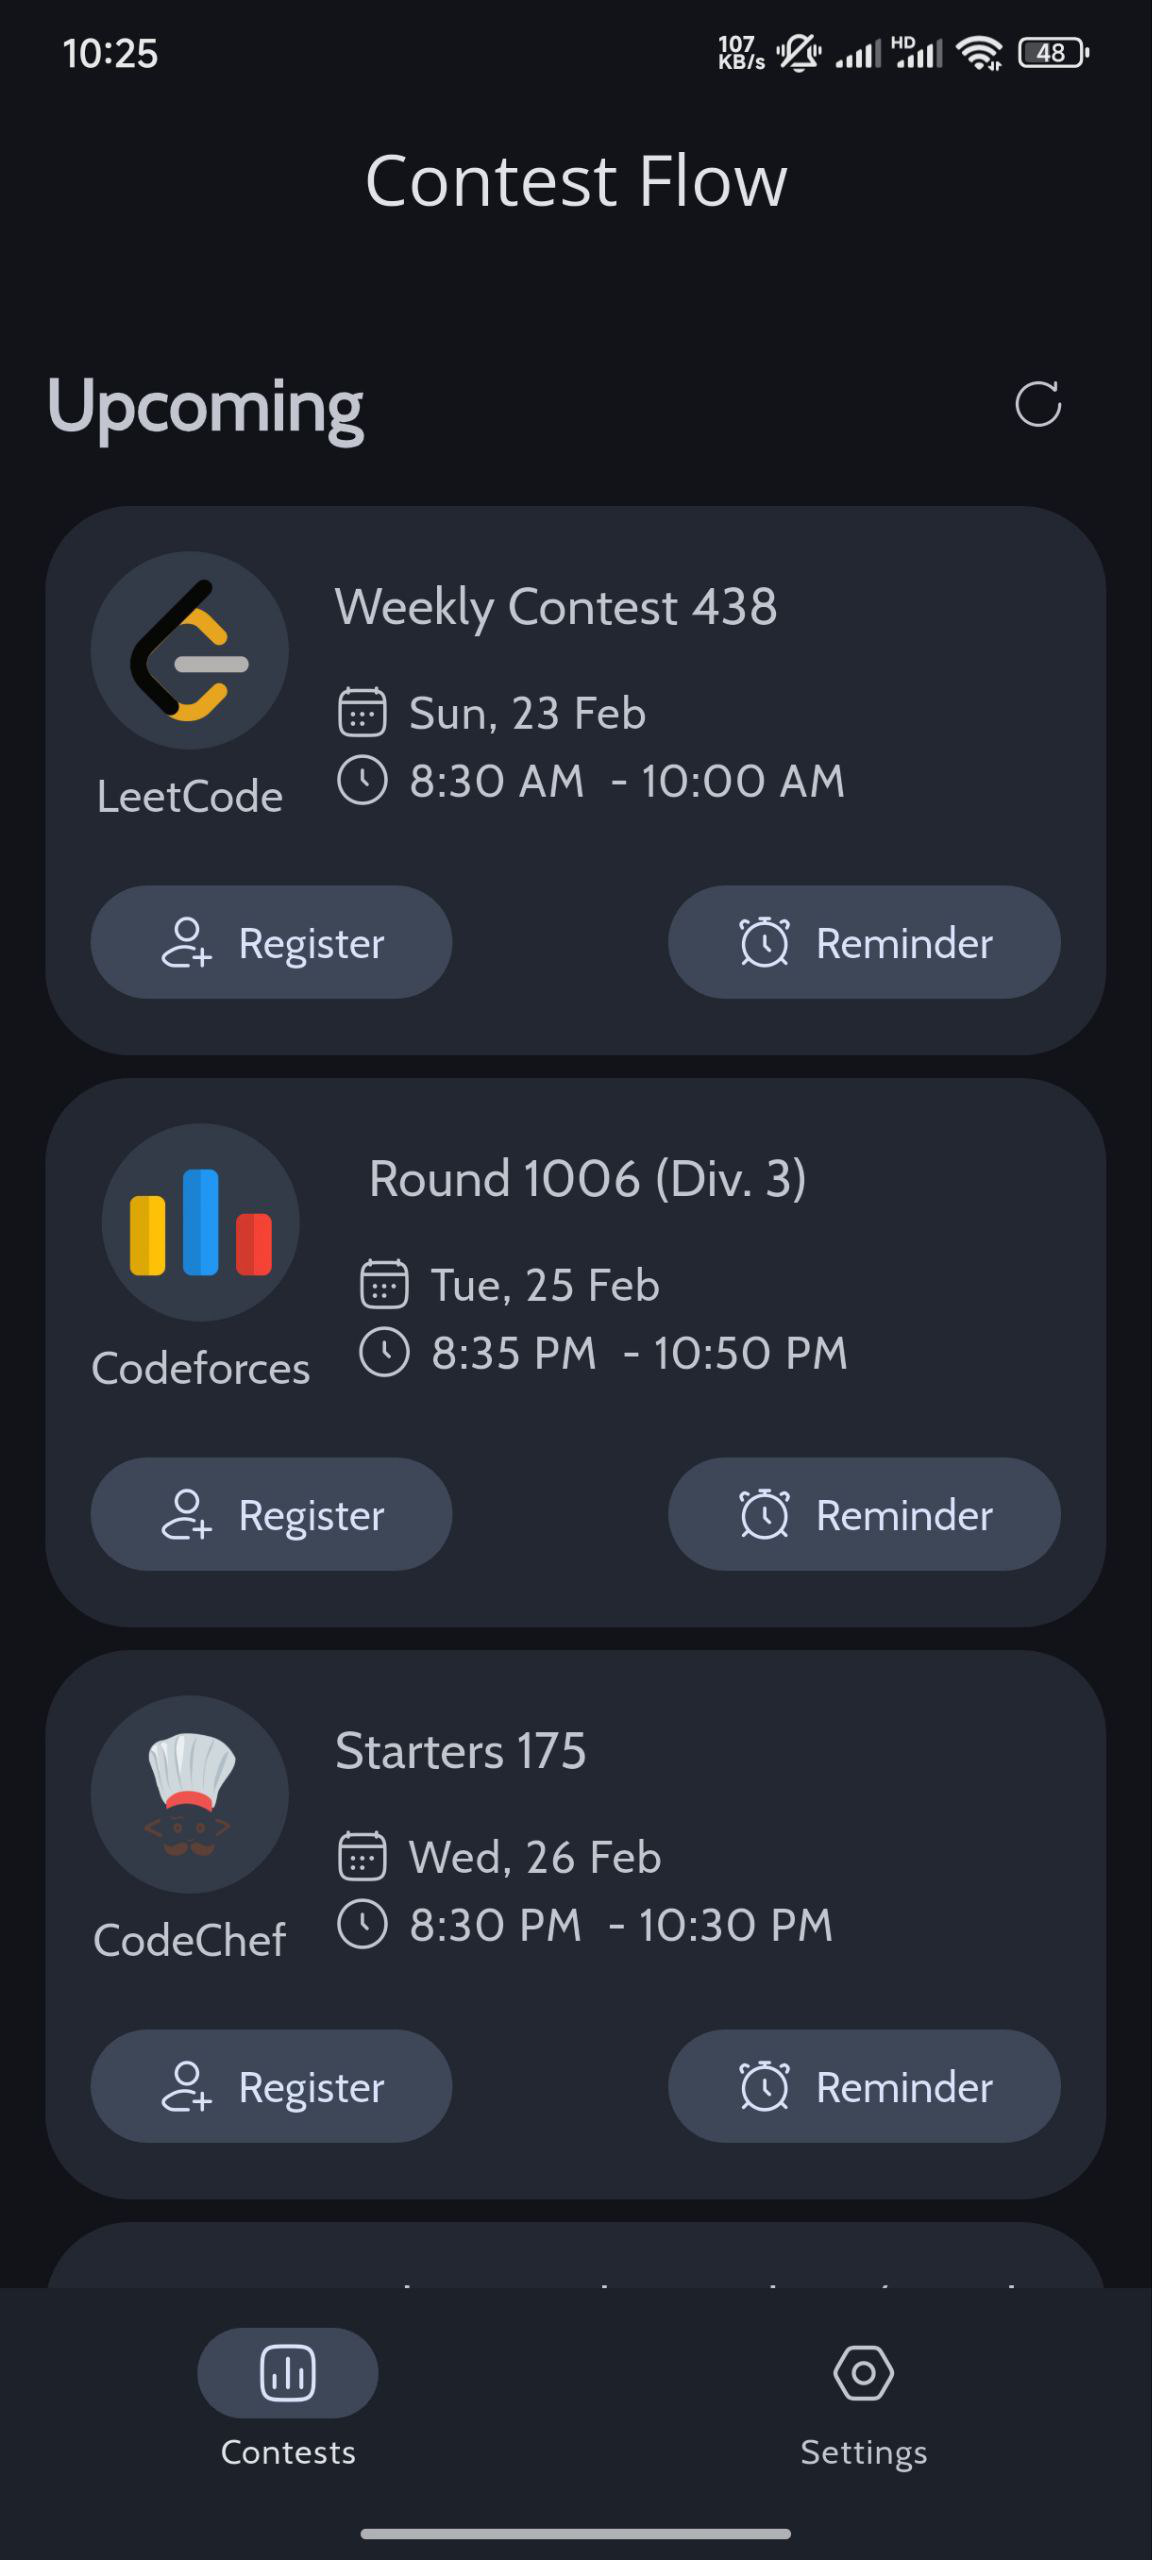 10:25
107
KB/s
HD
48
Contest Flow
Upcoming
Weekly Contest 438
Sun, 23 Feb
8:30 AM - 10:00 AM
LeetCode
Register
Reminder
Round 1006 (Div. 3)
Tue, 25 Feb
8:35 PM - 10:50 PM
Codeforces
Register
Reminder
Starters 175
Wed, 26 Feb
8:30 PM - 10:30 PM
CodeChef
Register
Reminder
Contests
Settings